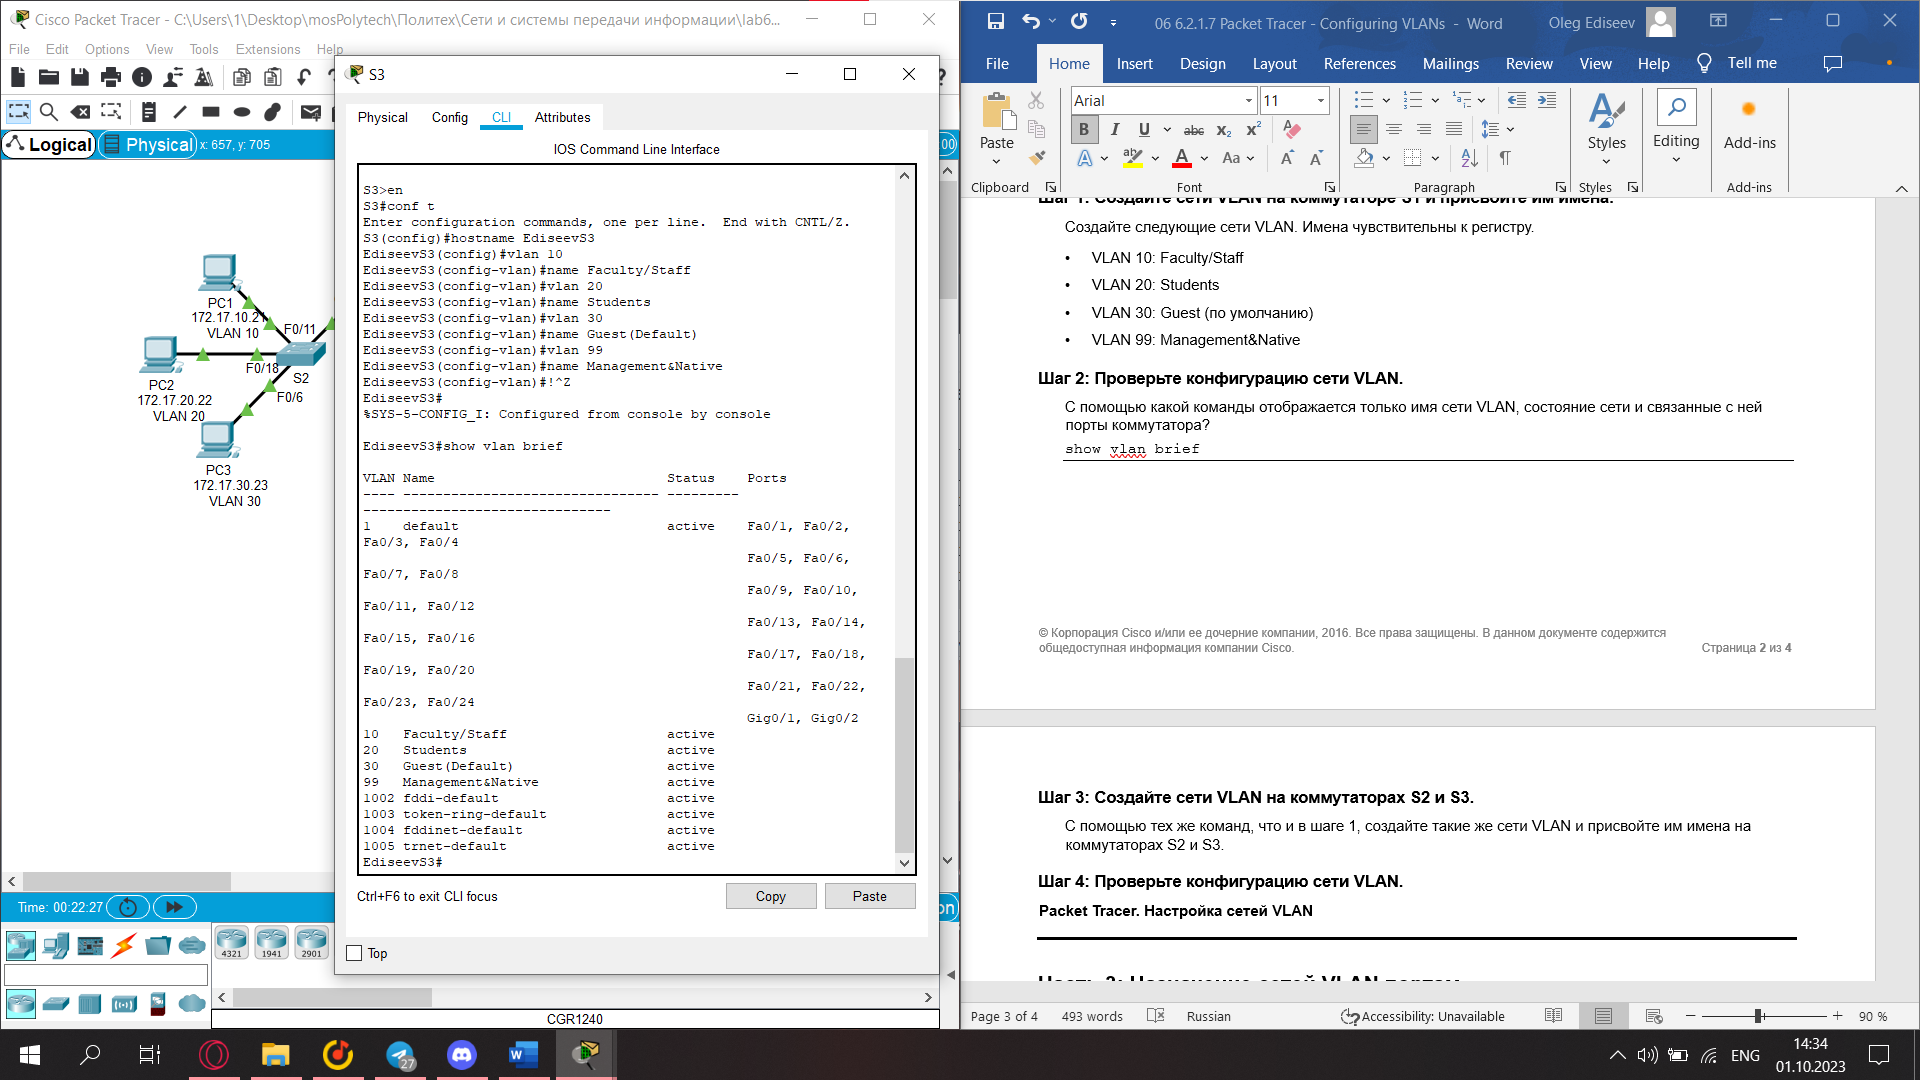 Cisco Packet Tracer - C:\Users\1\Desktop\mosPolytech\Политех\Сети и системы передачи информации\lab6...
File Edit Options View Tools Extensions Help
Logical
Physical
x: 657, y: 705
PC1
172.17.10.21
VLAN 10
F0/11
F0/18
S2
PC2
172.17.20.22
VLAN 20
F0/6
PC3
172.17.30.23
VLAN 30
Time: 00:22:27
4321 1941 2901
CGR1240
S3
Physical Config CLI Attributes
IOS Command Line Interface
S3>en
S3#conf t
Enter configuration commands, one per line. End with CNTL/Z.
S3(config)#hostname EdiseevS3
EdiseevS3(config)#vlan 10
EdiseevS3(config-vlan)#name Faculty/Staff
EdiseevS3(config-vlan)#vlan 20
EdiseevS3(config-vlan)#name Students
EdiseevS3(config-vlan)#vlan 30
EdiseevS3(config-vlan)#name Guest(Default)
EdiseevS3(config-vlan)#vlan 99
EdiseevS3(config-vlan)#name Management&Native
EdiseevS3(config-vlan)#!^Z
EdiseevS3#
%SYS-5-CONFIG_I: Configured from console by console
EdiseevS3#show vlan brief
VLAN Name Status Ports
---- -------------------------------- ---------
-------------------------------
1 default active Fa0/1, Fa0/2,
Fa0/3, Fa0/4
Fa0/5, Fa0/6,
Fa0/7, Fa0/8
Fa0/9, Fa0/10,
Fa0/11, Fa0/12
Fa0/13, Fa0/14,
Fa0/15, Fa0/16
Fa0/17, Fa0/18,
Fa0/19, Fa0/20
Fa0/21, Fa0/22,
Fa0/23, Fa0/24
Gig0/1, Gig0/2
10 Faculty/Staff active
20 Students active
30 Guest(Default) active
99 Management&Native active
1002 fddi-default active
1003 token-ring-default active
1004 fddinet-default active
1005 trnet-default active
EdiseevS3#
Ctrl+F6 to exit CLI focus
Copy Paste
Top
06 6.2.1.7 Packet Tracer - Configuring VLANs - Word
Oleg Ediseev
File Home Insert Design Layout References Mailings Review View Help Tell me
Paste
Arial 11
Styles
Editing
Add-ins
Clipboard Font Paragraph Styles Add-ins
Шаг 1: Создайте сети VLAN на коммутаторе S1 и присвойте им имена.
Создайте следующие сети VLAN. Имена чувствительны к регистру.
• VLAN 10: Faculty/Staff
• VLAN 20: Students
• VLAN 30: Guest (по умолчанию)
• VLAN 99: Management&Native
Шаг 2: Проверьте конфигурацию сети VLAN.
С помощью какой команды отображается только имя сети VLAN, состояние сети и связанные с ней
порты коммутатора?
show vlan brief
© Корпорация Cisco и/или ее дочерние компании, 2016. Все права защищены. В данном документе содержится
общедоступная информация компании Cisco.
Страница 2 из 4
Шаг 3: Создайте сети VLAN на коммутаторах S2 и S3.
С помощью тех же команд, что и в шаге 1, создайте такие же сети VLAN и присвойте им имена на
коммутаторах S2 и S3.
Шаг 4: Проверьте конфигурацию сети VLAN.
Packet Tracer. Настройка сетей VLAN
Page 3 of 4
493 words
Russian
Accessibility: Unavailable
90 %
27
ENG
14:34
01.10.2023